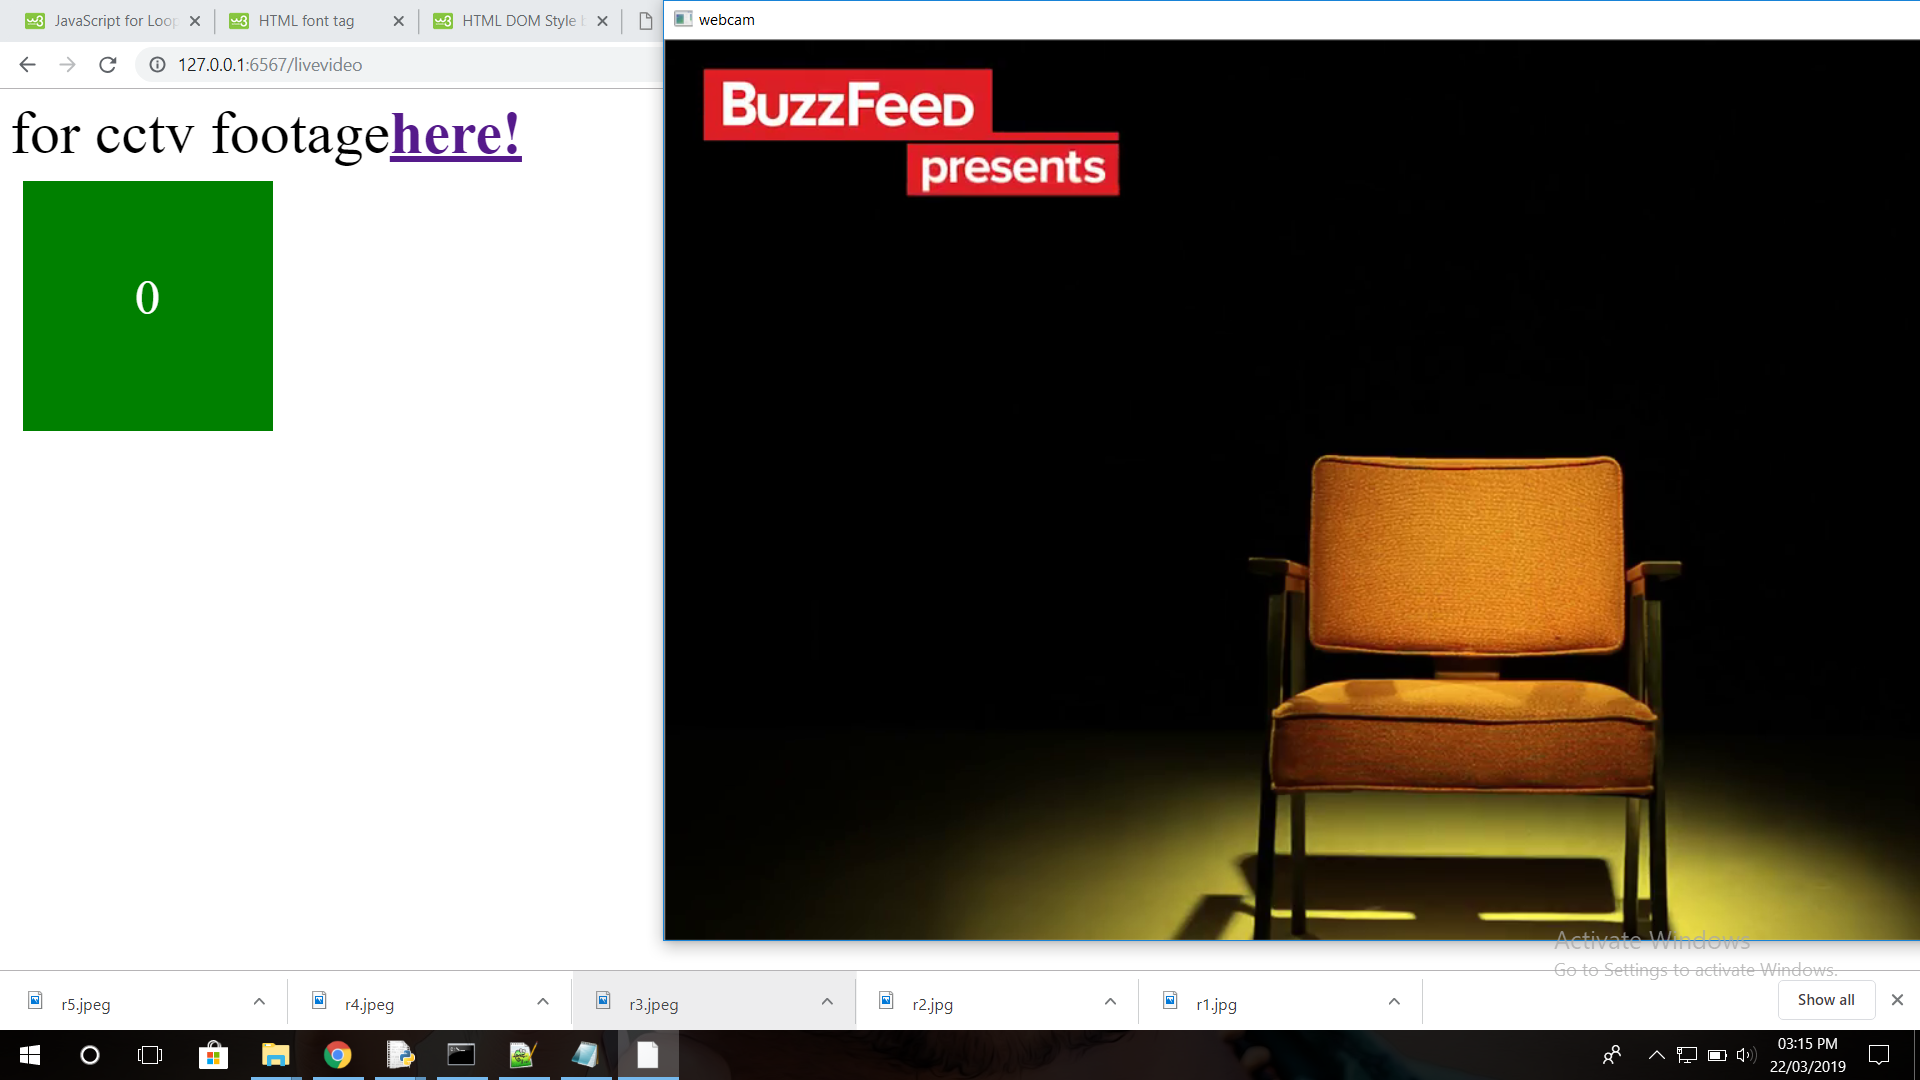 JavaScript for Loop
HTML font tag
HTML DOM Style b
webcam
127.0.0.1:6567/livevideo
for cctv footagehere!
0
BuzzFeed
presents
Activate Windows
Go to Settings to activate Windows.
r5.jpeg
r4.jpeg
r3.jpeg
r2.jpg
r1.jpg
Show all
03:15 PM
22/03/2019